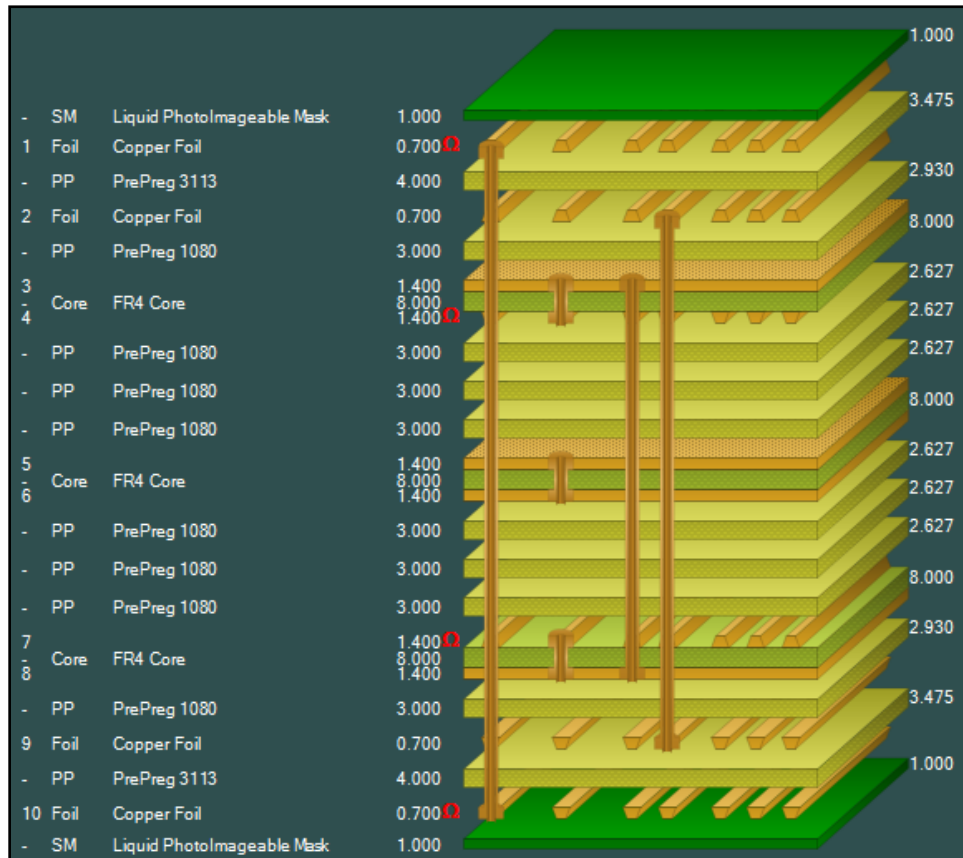 1.000
- SM Liquid PhotoImageable Mask 1.000
3.475
1 Foil Copper Foil 0.700 Ω
- PP PrePreg 3113 4.000
2.930
2 Foil Copper Foil 0.700
8.000
- PP PrePreg 1080 3.000
2.627
3 1.400
- Core FR4 Core 8.000
4 1.400 Ω
2.627
- PP PrePreg 1080 3.000
2.627
- PP PrePreg 1080 3.000
8.000
- PP PrePreg 1080 3.000
2.627
5 1.400
- Core FR4 Core 8.000
6 1.400
2.627
- PP PrePreg 1080 3.000
2.627
- PP PrePreg 1080 3.000
8.000
- PP PrePreg 1080 3.000
2.930
7 1.400 Ω
- Core FR4 Core 8.000
8 1.400
3.475
- PP PrePreg 1080 3.000
9 Foil Copper Foil 0.700
1.000
- PP PrePreg 3113 4.000
10 Foil Copper Foil 0.700 Ω
- SM Liquid PhotoImageable Mask 1.000